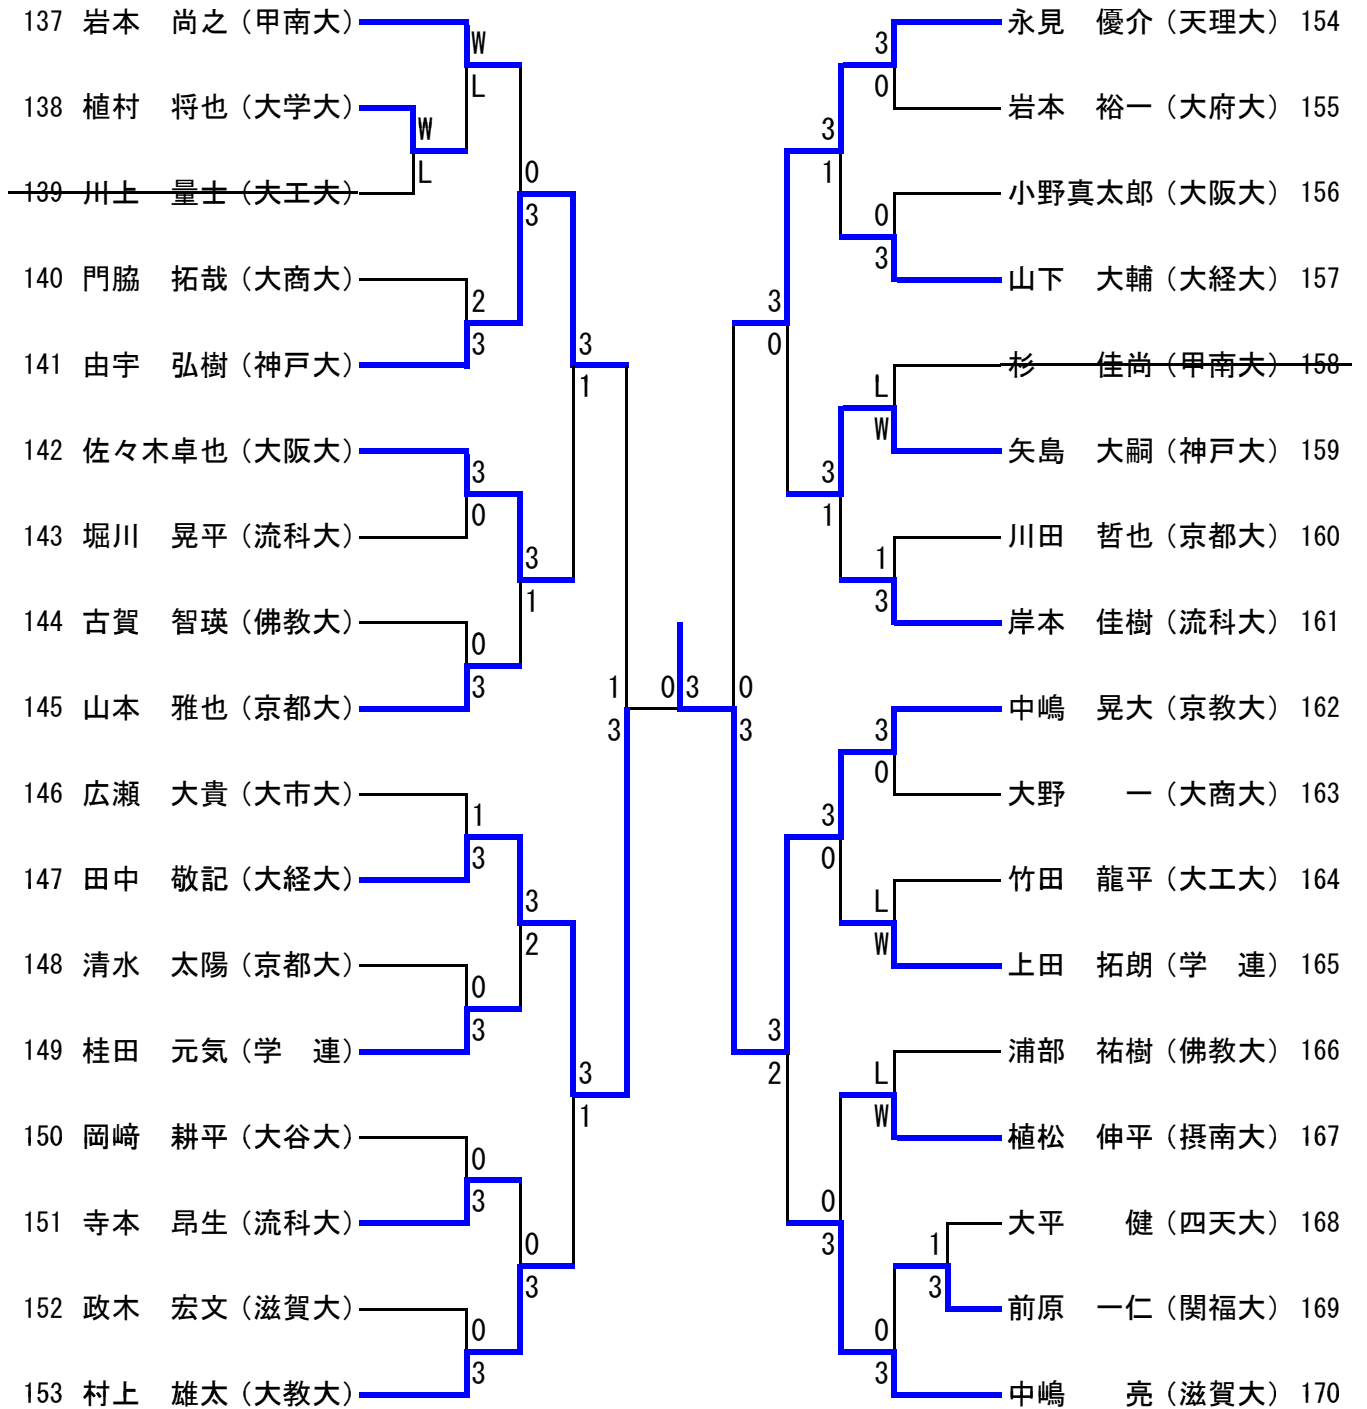 137 岩本　尚之（甲南大）
138 植村　将也（大学大）
139 川上　量士（大工大）
140 門脇　拓哉（大商大）
141 由宇　弘樹（神戸大）
142 佐々木卓也（大阪大）
143 堀川　晃平（流科大）
144 古賀　智瑛（佛教大）
145 山本　雅也（京都大）
146 広瀬　大貴（大市大）
147 田中　敬記（大経大）
148 清水　太陽（京都大）
149 桂田　元気（学　連）
150 岡﨑　耕平（大谷大）
151 寺本　昂生（流科大）
152 政木　宏文（滋賀大）
153 村上　雄太（大教大）
W
L
W
L
2
3
3
0
0
3
1
3
0
3
0
3
0
3
0
3
3
1
3
2
0
3
3
1
3
1
1
3
0 3
0
3
3
0
3
2
3
1
3
1
3
0
0
3
3
0
0
3
L
W
1
3
3
0
L
W
L
W
1
3
0
3
永見　優介（天理大） 154
岩本　裕一（大府大） 155
小野真太郎（大阪大） 156
山下　大輔（大経大） 157
杉　　佳尚（甲南大） 158
矢島　大嗣（神戸大） 159
川田　哲也（京都大） 160
岸本　佳樹（流科大） 161
中嶋　晃大（京教大） 162
大野　　一（大商大） 163
竹田　龍平（大工大） 164
上田　拓朗（学　連） 165
浦部　祐樹（佛教大） 166
植松　伸平（摂南大） 167
大平　　健（四天大） 168
前原　一仁（関福大） 169
中嶋　　亮（滋賀大） 170